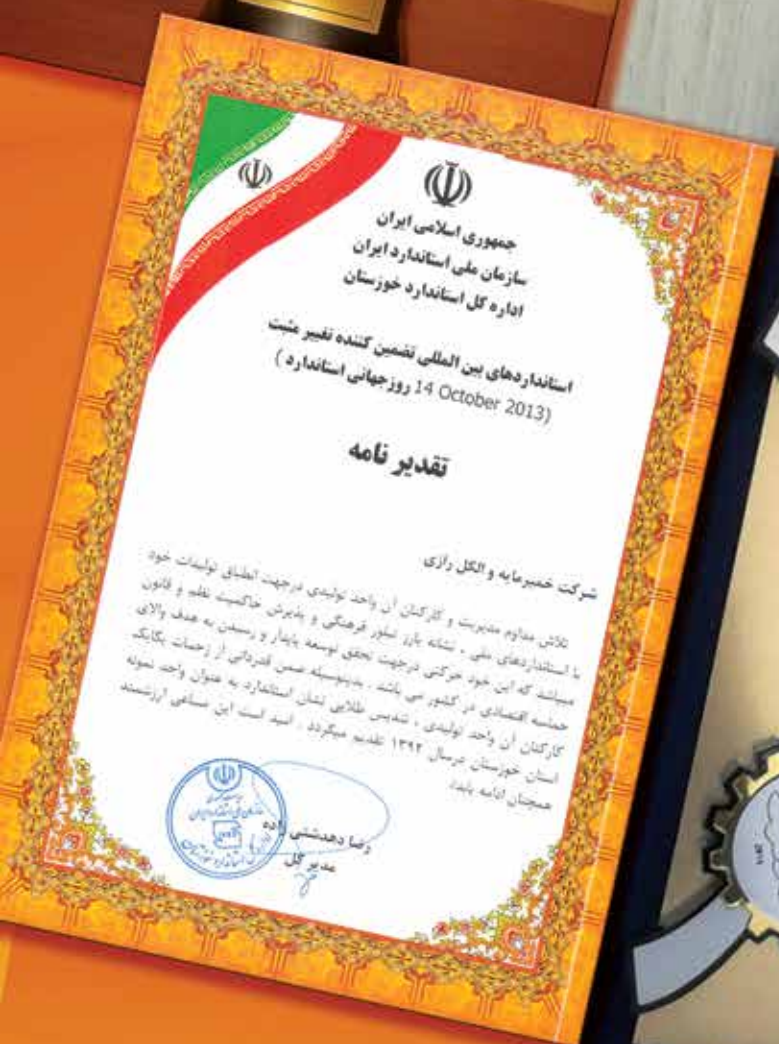 جمهوری اسلامی ایران
سازمان ملی استاندارد ایران
اداره کل استاندارد خوزستان
استانداردهای بین المللی تضمین کننده تغییر مثبت
(14 October 2013 روزجهانی استاندارد )
تقدیر نامه
شرکت خمیرمایه و الکل رازی
تلاش مداوم مدیریت و کارکنان آن واحد تولیدی درجهت انطباق تولیدات خود
با استانداردهای ملی ، نشانه بارز تبلور فرهنگی و پذیرش حاکمیت نظم و قانون
میباشد که این خود حرکتی درجهت تحقق توسعه پایدار و رسیدن به هدف والای
حماسه اقتصادی در کشور می باشد . بدینوسیله ضمن قدردانی از زحمات یکایک
کارکنان آن واحد تولیدی ، تندیس طلایی نشان استاندارد به عنوان واحد نمونه
استان خوزستان درسال ۱۳۹۲ تقدیم میگردد . امید است این مساعی ارزشمند
همچنان ادامه یابد.
رضا دهدشتی زاده
مدیر کل